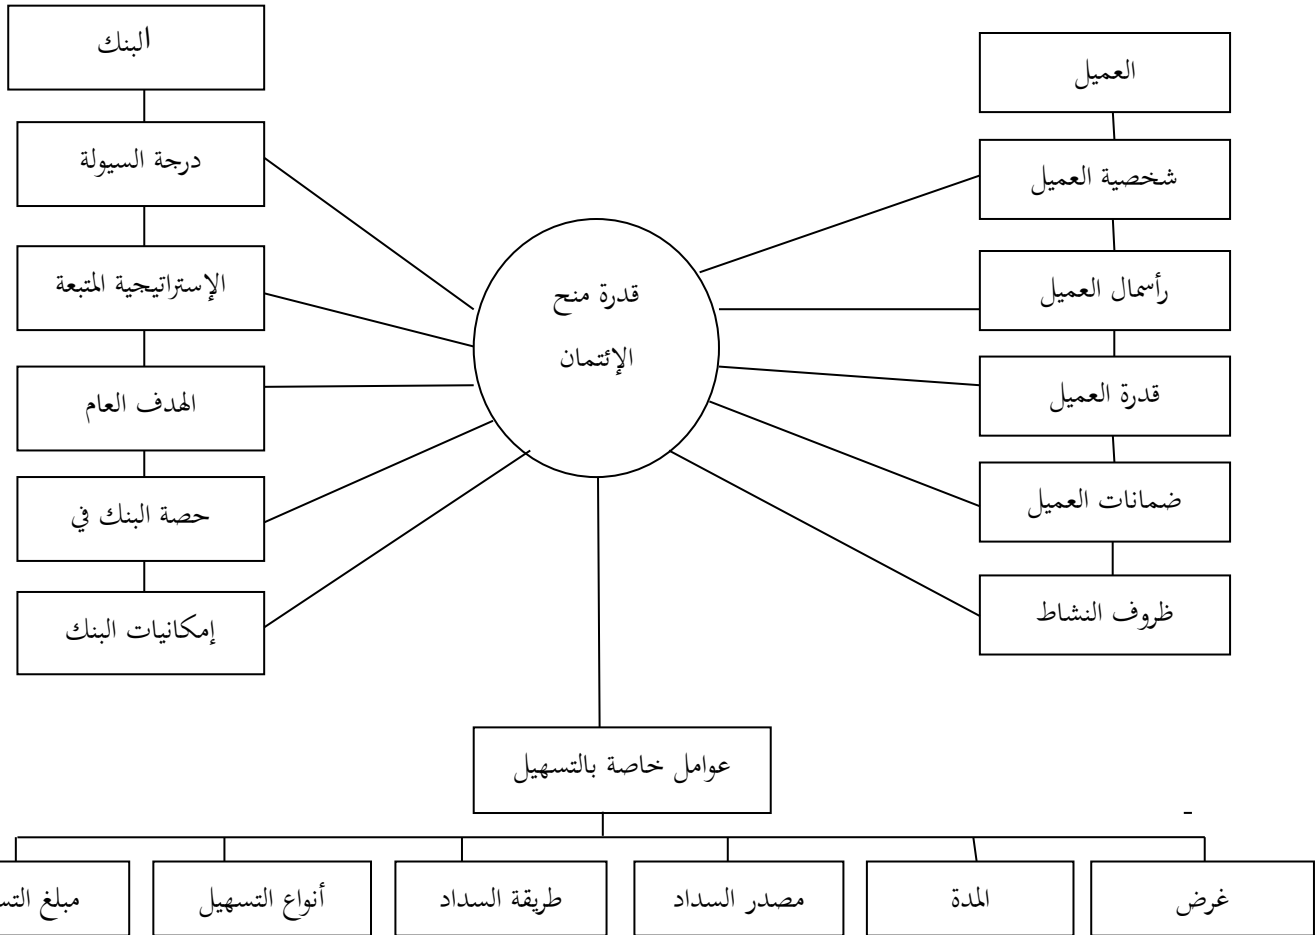 البنك
العميل
درجة السيولة
شخصية العميل
الإستراتيجية المتبعة
رأسمال العميل
قدرة منح
الإئتمان
الهدف العام
قدرة العميل
حصة البنك في
ضمانات العميل
إمكانيات البنك
ظروف النشاط
عوامل خاصة بالتسهيل
-
غرض
المدة
مصدر السداد
طريقة السداد
أنواع التسهيل
مبلغ